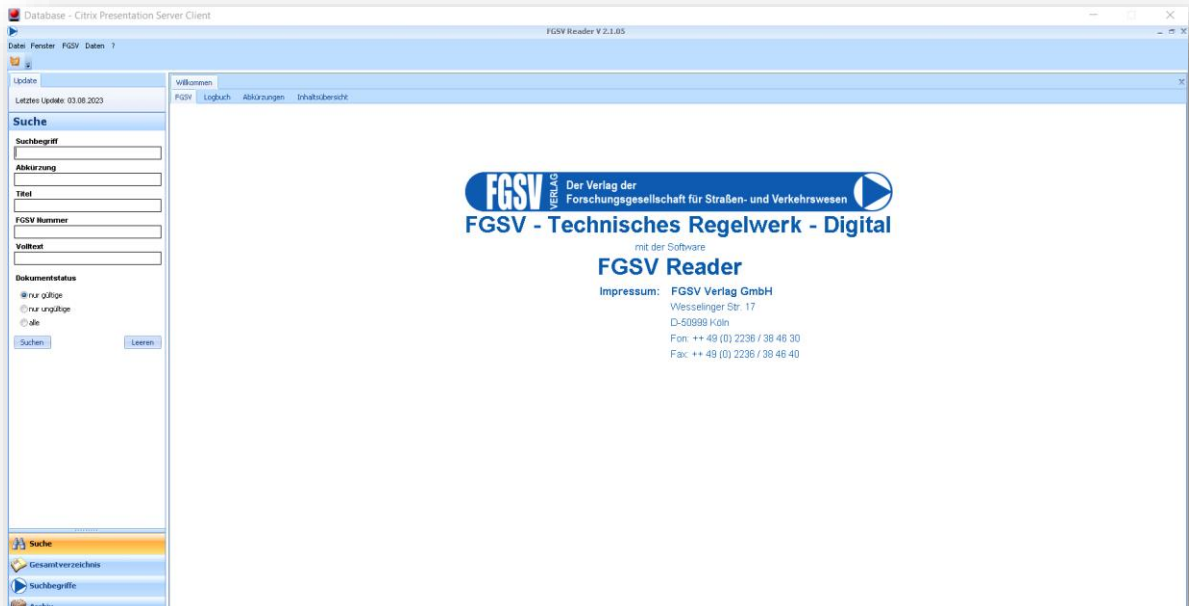 Database - Citrix Presentation Server Client
FGSV Reader V 2.1.05
Datei Fenster FGSV Daten ?
Update
Letztes Update: 03.08.2023
Suche
Suchbegriff
Abkürzung
Titel
FGSV Nummer
Volltext
Dokumentstatus
nur gültige
nur ungültige
alle
Suchen Leeren
Suche
Gesamtverzeichnis
Suchbegriffe
Archiv
Willkommen
FGSV Logbuch Abkürzungen Inhaltsübersicht
FGSV VERLAG
Der Verlag der
Forschungsgesellschaft für Straßen- und Verkehrswesen
FGSV - Technisches Regelwerk - Digital
mit der Software
FGSV Reader
Impressum: FGSV Verlag GmbH
Wesselinger Str. 17
D-50999 Köln
Fon: ++ 49 (0) 2236 / 38 46 30
Fax: ++ 49 (0) 2236 / 38 46 40